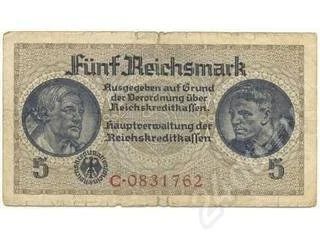 Fünf Reichsmark
Ausgegeben auf Grund
der Verordnung über
Reichskreditkassen
Hauptverwaltung der
Reichskreditkassen
5 5
C·0831762